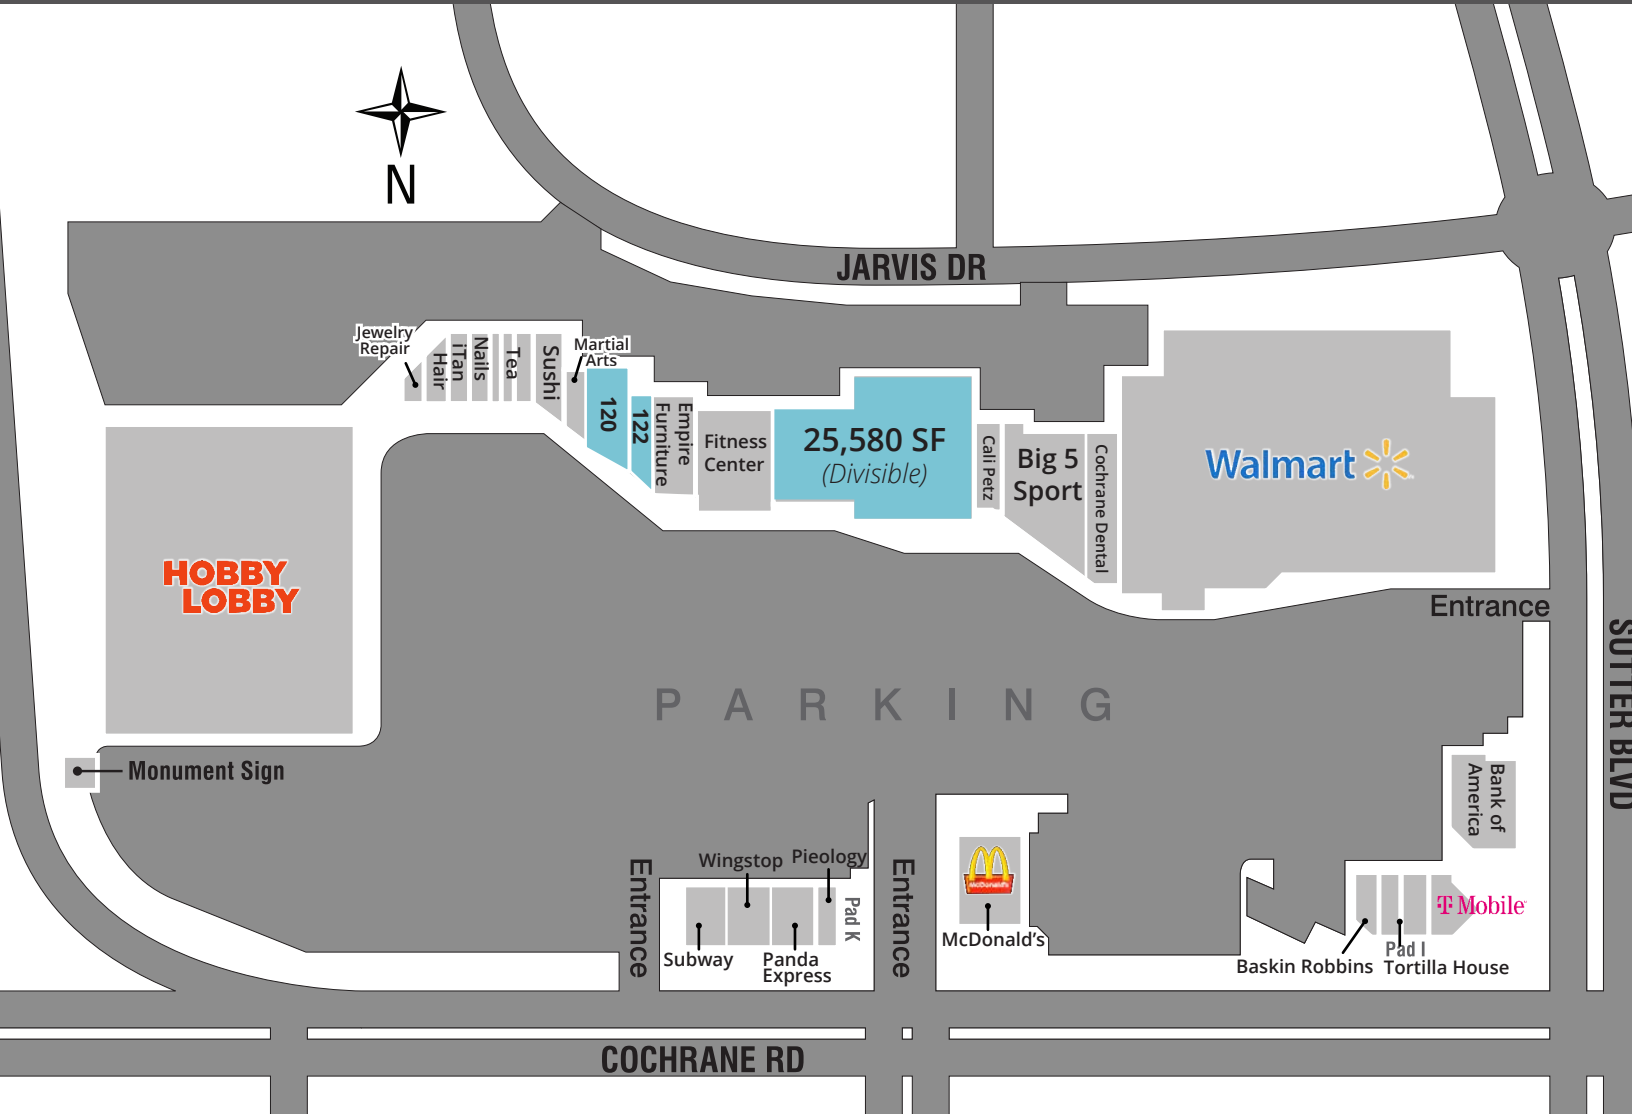 N
JARVIS DR
Jewelry
Repair
Hair
iTan
Nails
Tea
Sushi
Martial
Arts
120
122
Empire
Furniture
Fitness
Center
25,580 SF
(Divisible)
Cali Petz
Big 5
Sport
Cochrane Dental
Walmart
HOBBY
LOBBY
Entrance
SUTTER BLVD
PARKING
Monument Sign
Bank of
America
Entrance
Wingstop
Pieology
Pad K
Subway
Panda
Express
Entrance
McDonald's
McDonald's
T Mobile
Pad I
Baskin Robbins
Tortilla House
COCHRANE RD